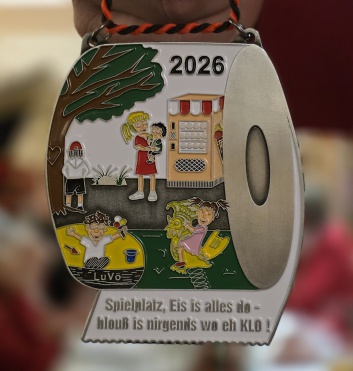 2026
LuVo
Spielplatz, Eis is alles do -
blouß is nirgends wo eh KLO !